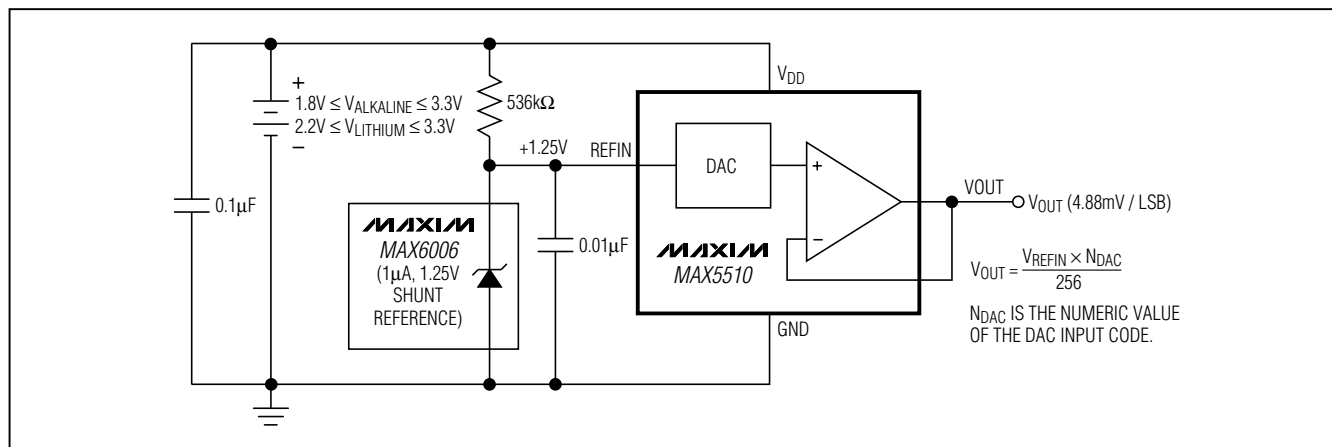 +
1.8V ≤ VALKALINE ≤ 3.3V
2.2V ≤ VLITHIUM ≤ 3.3V
−
0.1µF
536kΩ
+1.25V
MAXIM
MAX6006
(1µA, 1.25V
SHUNT
REFERENCE)
0.01µF
REFIN
VDD
DAC
+
−
MAXIM
MAX5510
GND
VOUT
VOUT (4.88mV / LSB)
VOUT = VREFIN × NDAC
256
NDAC IS THE NUMERIC VALUE
OF THE DAC INPUT CODE.